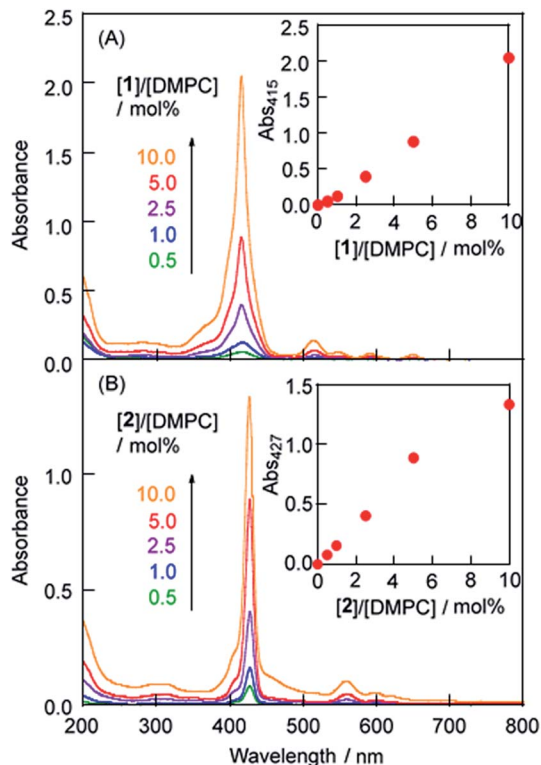 (A)
[1]/[DMPC]
/ mol%
10.0
5.0
2.5
1.0
0.5
Absorbance
2.5
2.0
1.5
1.0
0.5
0.0
Abs415
2.5
2.0
1.5
1.0
0.5
0.0
0 2 4 6 8 10
[1]/[DMPC] / mol%
(B)
[2]/[DMPC]
/ mol%
10.0
5.0
2.5
1.0
0.5
Absorbance
1.0
0.5
0.0
Abs427
1.5
1.0
0.5
0.0
0 2 4 6 8 10
[2]/[DMPC] / mol%
200 300 400 500 600 700 800
Wavelength / nm